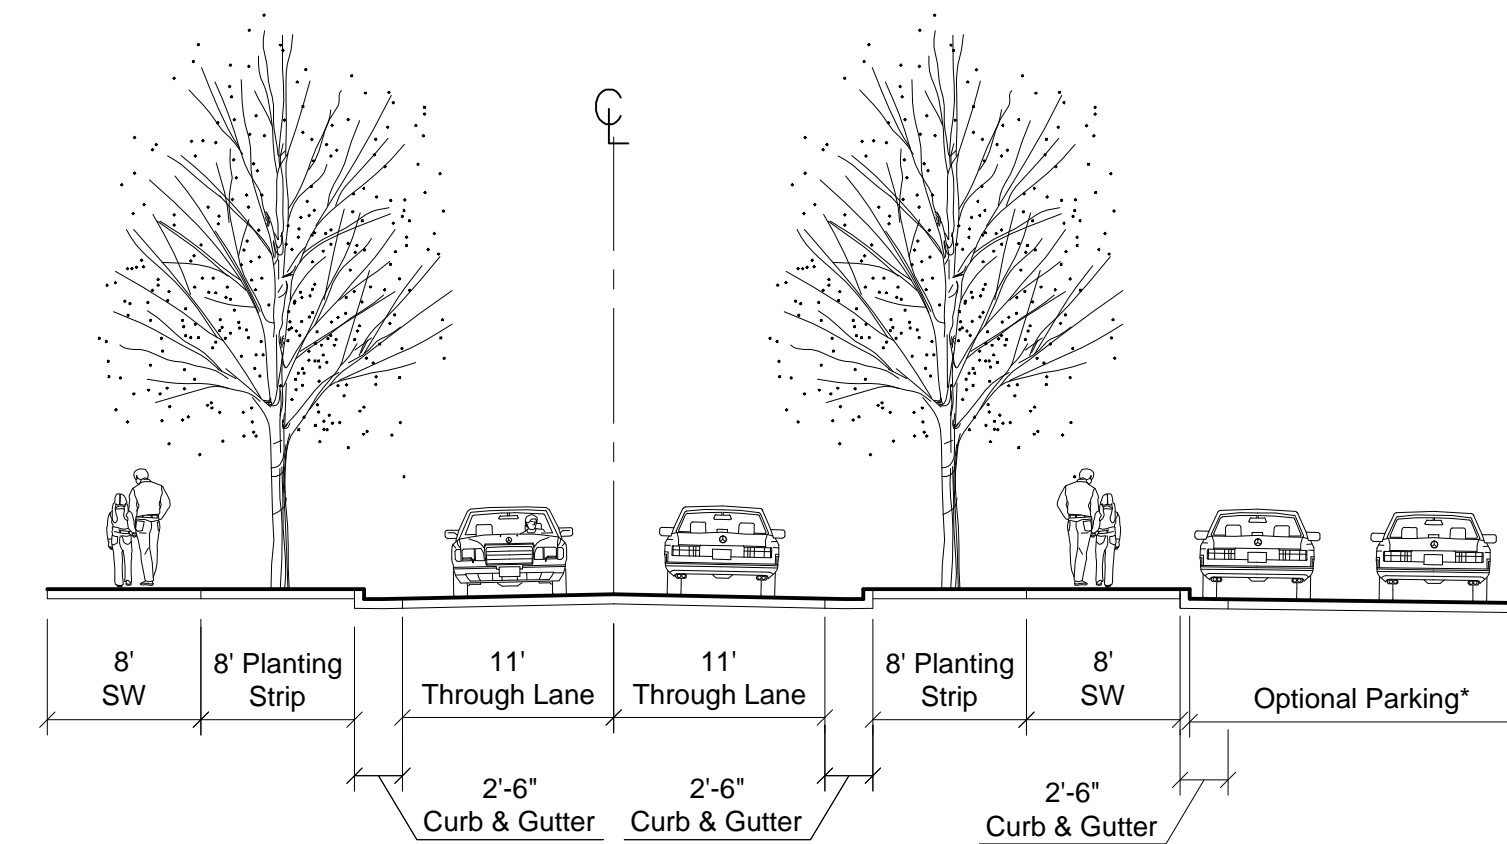 CL
8'
SW
8' Planting
Strip
11'
Through Lane
11'
Through Lane
8' Planting
Strip
8'
SW
Optional Parking*
2'-6"
Curb & Gutter
2'-6"
Curb & Gutter
2'-6"
Curb & Gutter